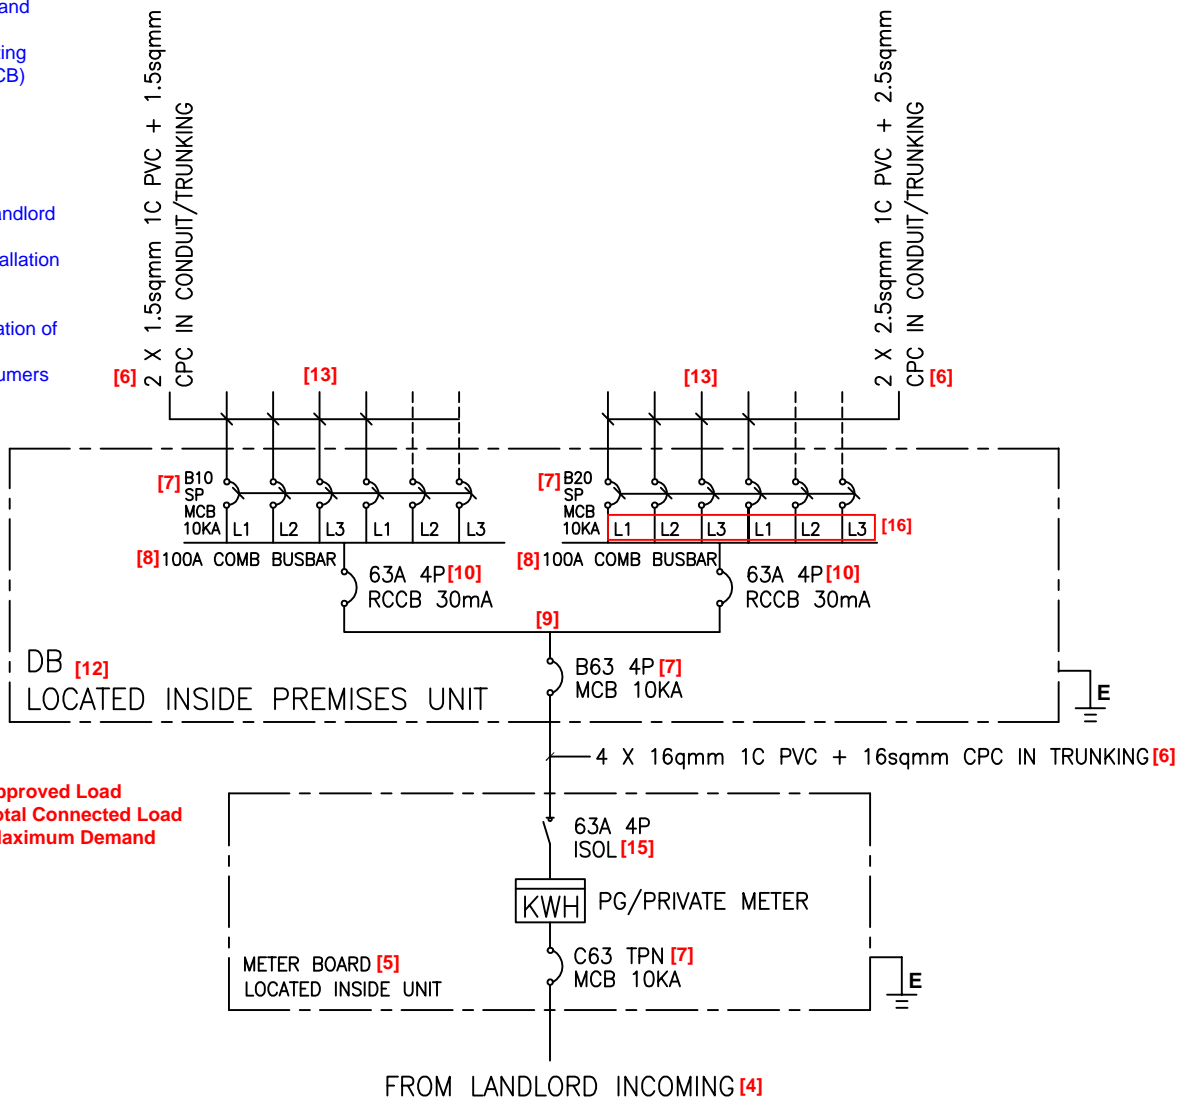 and
ting
CB)
andlord
allation
ation of
umers
2 X 1.5sqmm 1C PVC + 1.5sqmm
CPC IN CONDUIT/TRUNKING
[6]
[13]
2 X 2.5sqmm 1C PVC + 2.5sqmm
CPC IN CONDUIT/TRUNKING
[6]
[13]
[7] B10
SP
MCB
10KA L1 L2 L3 L1 L2 L3
[8] 100A COMB BUSBAR
63A 4P [10]
RCCB 30mA
[7] B20
SP
MCB
10KA L1 L2 L3 L1 L2 L3 [16]
[8] 100A COMB BUSBAR
63A 4P [10]
RCCB 30mA
[9]
B63 4P [7]
MCB 10KA
DB [12]
LOCATED INSIDE PREMISES UNIT
E
4 X 16qmm 1C PVC + 16sqmm CPC IN TRUNKING [6]
pproved Load
otal Connected Load
Maximum Demand
63A 4P
ISOL [15]
KWH PG/PRIVATE METER
C63 TPN [7]
MCB 10KA
METER BOARD [5]
LOCATED INSIDE UNIT
E
FROM LANDLORD INCOMING [4]